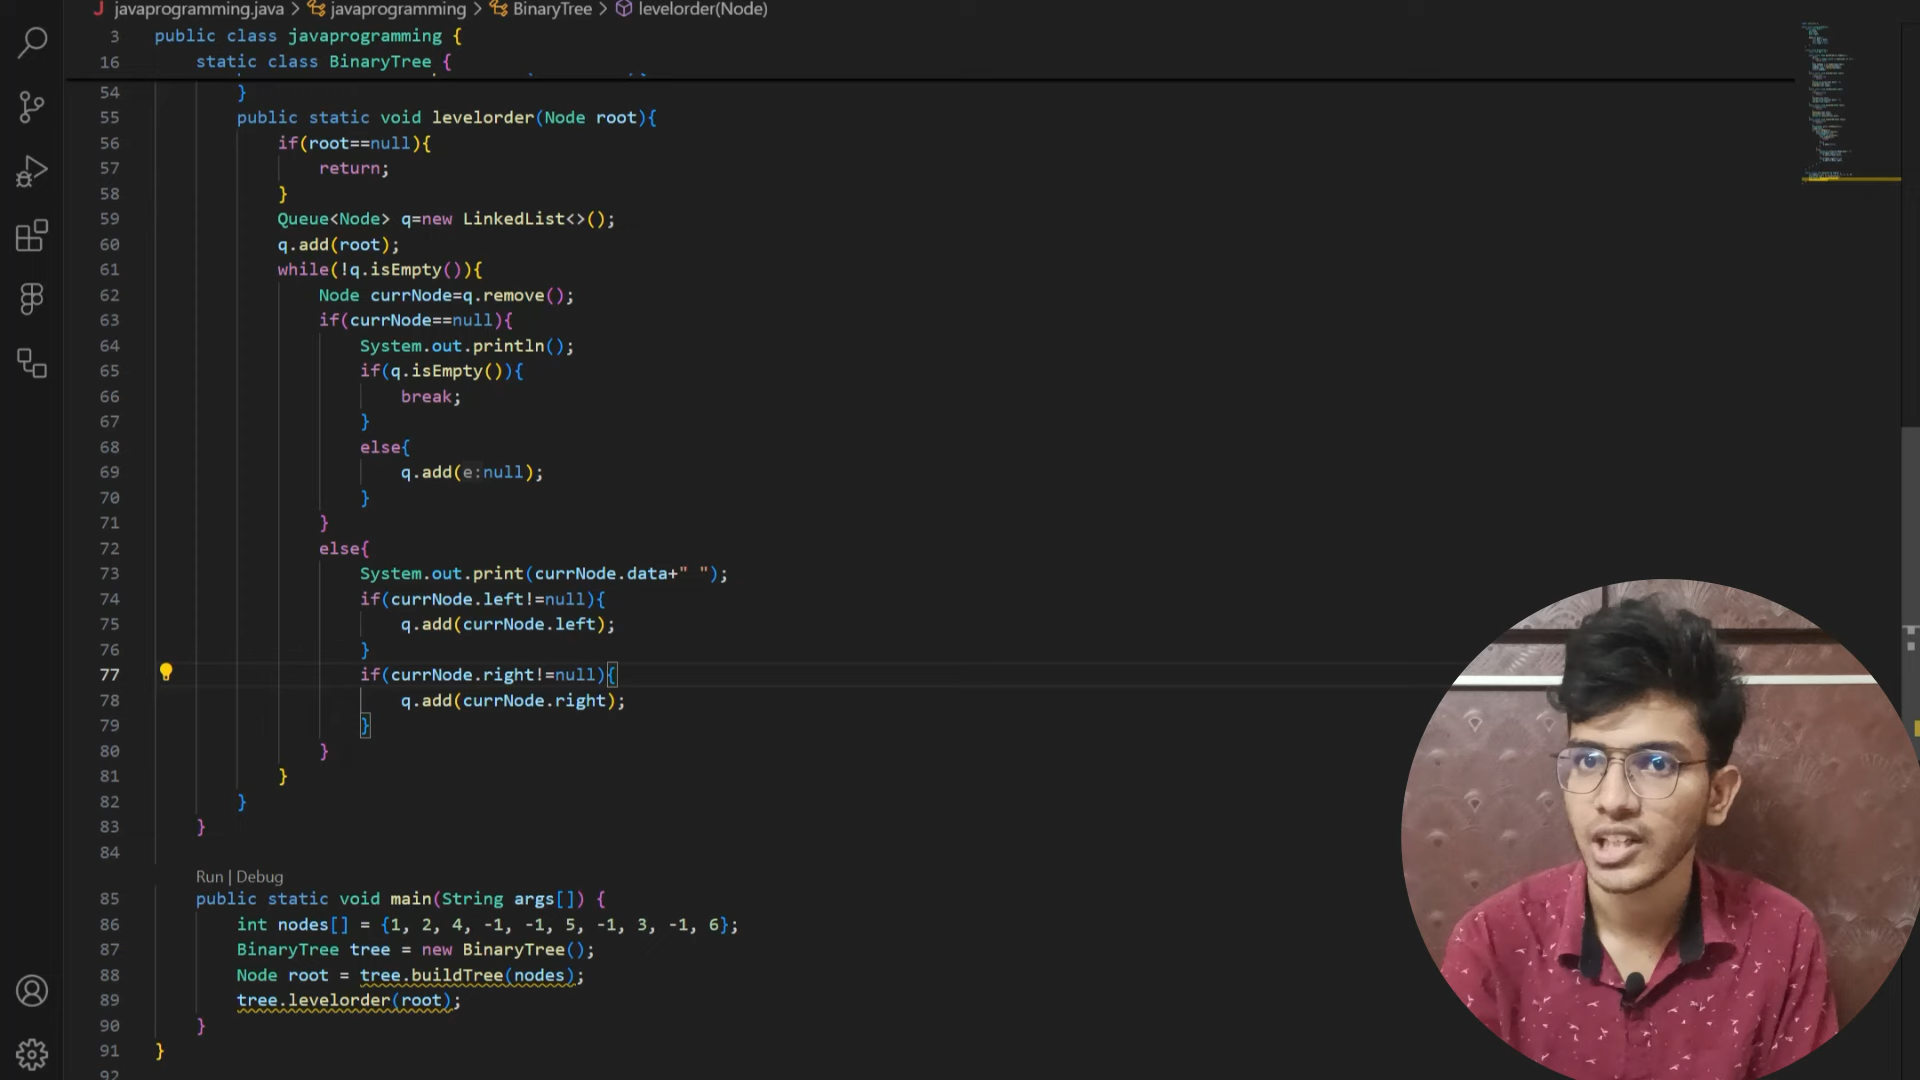 javaprogramming.java > javaprogramming > BinaryTree > levelorder(Node)
3 public class javaprogramming {
16 static class BinaryTree {
54 }
55 public static void levelorder(Node root){
56 if(root==null){
57 return;
58 }
59 Queue<Node> q=new LinkedList<>();
60 q.add(root);
61 while(!q.isEmpty()){
62 Node currNode=q.remove();
63 if(currNode==null){
64 System.out.println();
65 if(q.isEmpty()){
66 break;
67 }
68 else{
69 q.add(e:null);
70 }
71 }
72 else{
73 System.out.print(currNode.data+" ");
74 if(currNode.left!=null){
75 q.add(currNode.left);
76 }
77 if(currNode.right!=null){
78 q.add(currNode.right);
79 }
80 }
81 }
82 }
83 }
84
Run | Debug
85 public static void main(String args[]) {
86 int nodes[] = {1, 2, 4, -1, -1, 5, -1, 3, -1, 6};
87 BinaryTree tree = new BinaryTree();
88 Node root = tree.buildTree(nodes);
89 tree.levelorder(root);
90 }
91 }
92